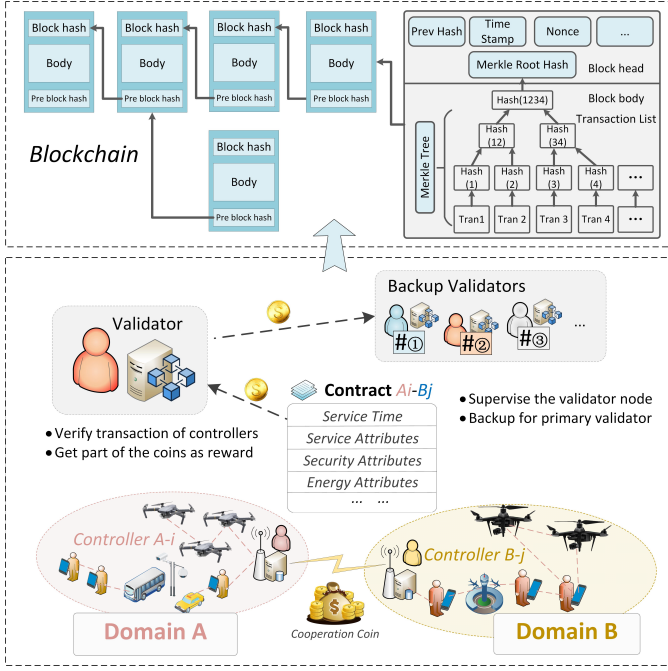 Block hash
Body
Pre block hash
Block hash
Body
Pre block hash
Block hash
Body
Pre block hash
Block hash
Body
Pre block hash
Block hash
Body
Pre block hash
Blockchain
Prev Hash
Time
Stamp
Nonce
...
Merkle Root Hash
Block head
Hash(1234)
Block body
Transaction List
Merkle Tree
Hash
(12)
Hash
(34)
Hash
(1)
Hash
(2)
Hash
(3)
Hash
(4)
...
Tran1
Tran 2
Tran 3
Tran 4
...
Validator
Backup Validators
#①
#②
#③
...
• Verify transaction of controllers
• Get part of the coins as reward
Contract Ai-Bj
Service Time
Service Attributes
Security Attributes
Energy Attributes
... ...
• Supervise the validator node
• Backup for primary validator
Controller A-i
Controller B-j
Cooperation Coin
Domain A
Domain B